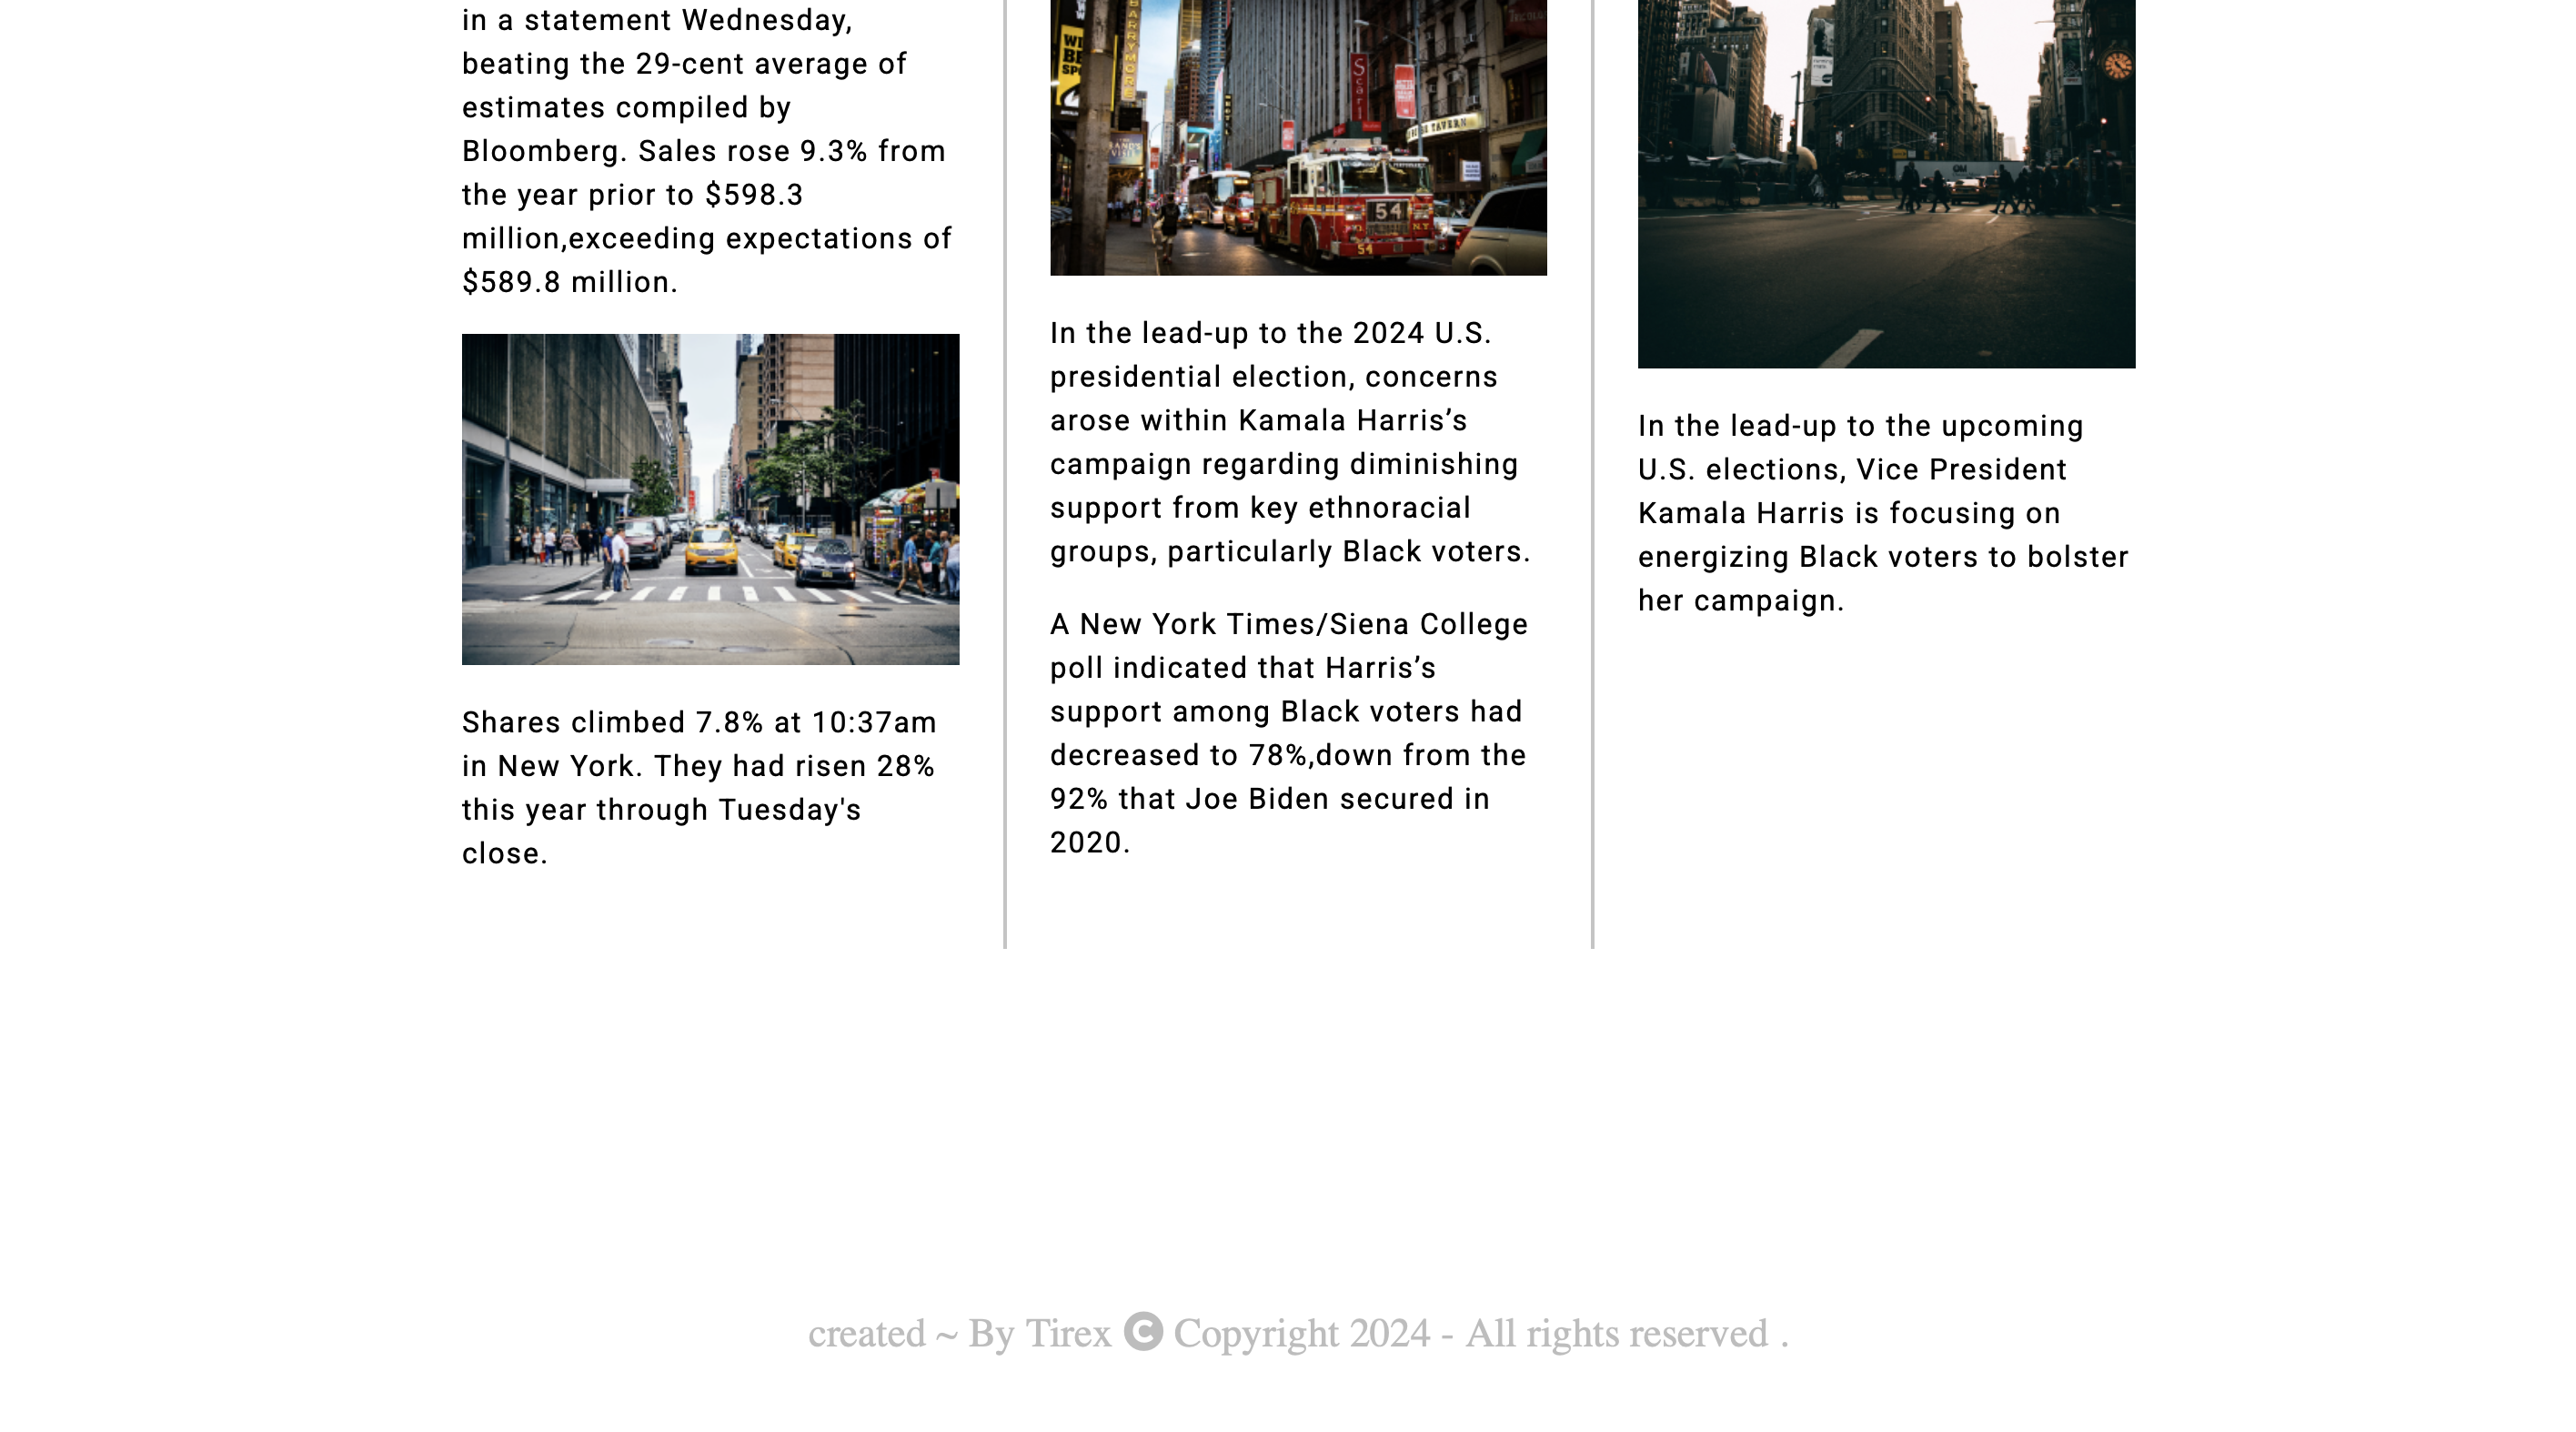 in a statement Wednesday,
beating the 29-cent average of
estimates compiled by
Bloomberg. Sales rose 9.3% from
the year prior to $598.3
million,exceeding expectations of
$589.8 million.
Shares climbed 7.8% at 10:37am
in New York. They had risen 28%
this year through Tuesday's
close.
BARRYMORE
Scarl
TAVERN
54
N.Y.
54
In the lead-up to the 2024 U.S.
presidential election, concerns
arose within Kamala Harris’s
campaign regarding diminishing
support from key ethnoracial
groups, particularly Black voters.
A New York Times/Siena College
poll indicated that Harris’s
support among Black voters had
decreased to 78%,down from the
92% that Joe Biden secured in
2020.
In the lead-up to the upcoming
U.S. elections, Vice President
Kamala Harris is focusing on
energizing Black voters to bolster
her campaign.
created ~ By Tirex © Copyright 2024 - All rights reserved .